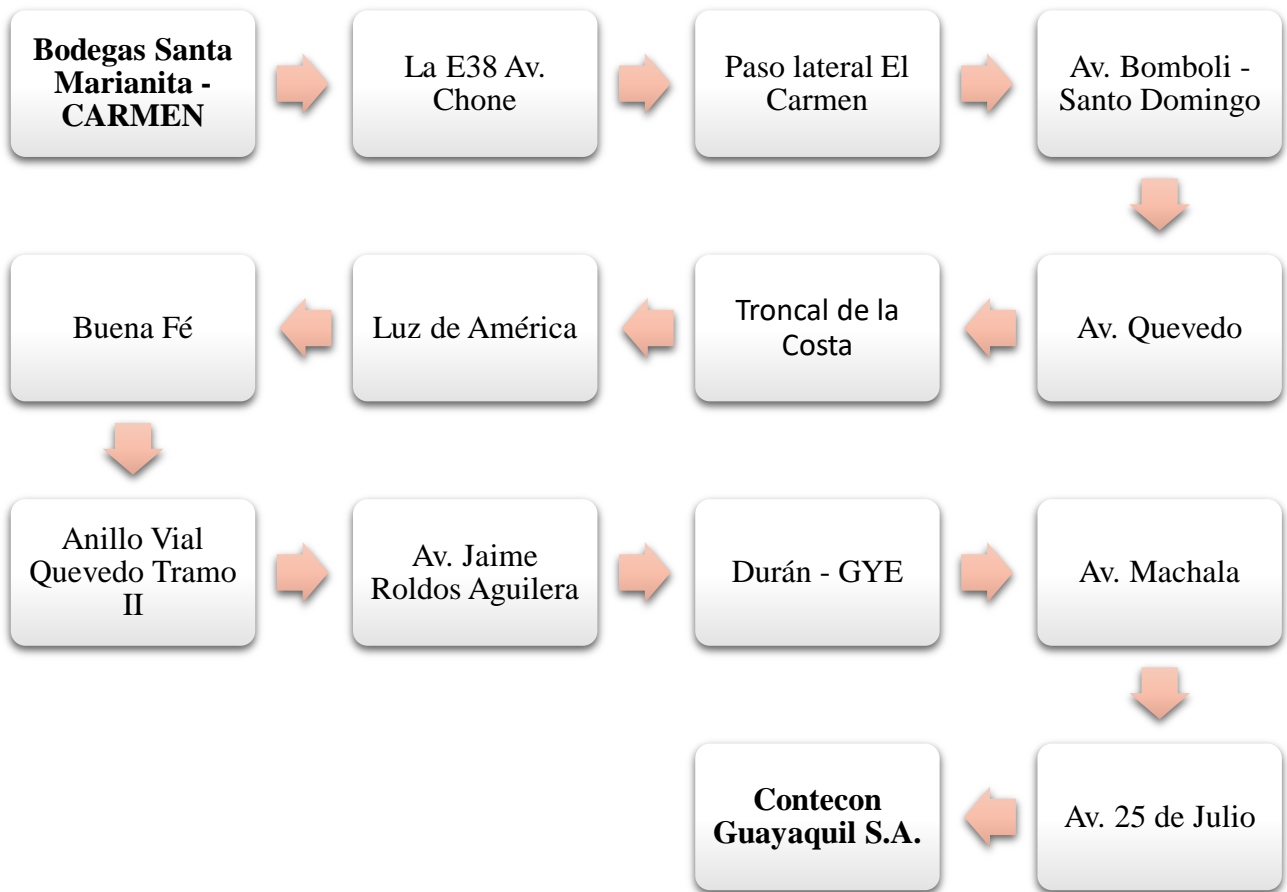 Bodegas Santa
Marianita -
CARMEN
La E38 Av.
Chone
Paso lateral El
Carmen
Av. Bomboli -
Santo Domingo
Av. Quevedo
Troncal de la
Costa
Luz de América
Buena Fé
Anillo Vial
Quevedo Tramo
II
Av. Jaime
Roldos Aguilera
Durán - GYE
Av. Machala
Av. 25 de Julio
Contecon
Guayaquil S.A.